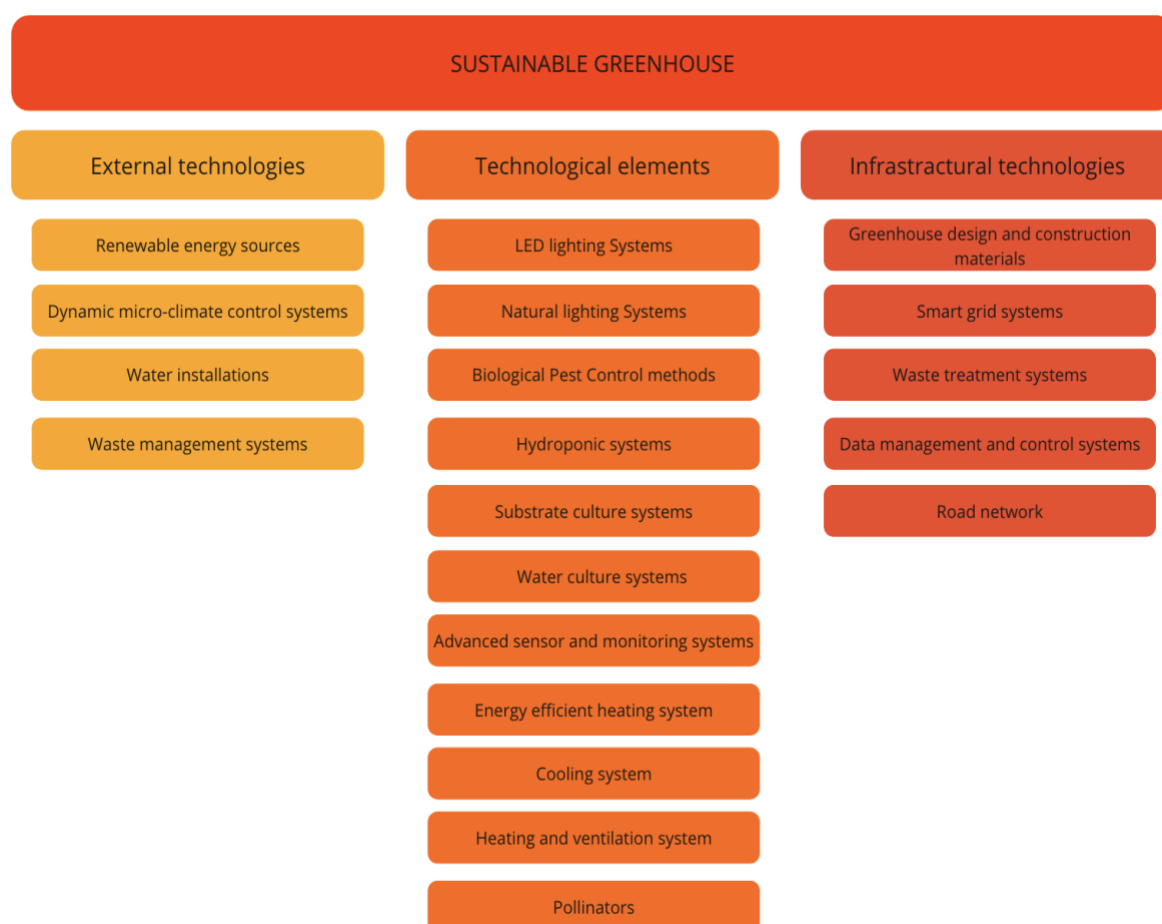 SUSTAINABLE GREENHOUSE
External technologies
Renewable energy sources
Dynamic micro-climate control systems
Water installations
Waste management systems
Technological elements
LED lighting Systems
Natural lighting Systems
Biological Pest Control methods
Hydroponic systems
Substrate culture systems
Water culture systems
Advanced sensor and monitoring systems
Energy efficient heating system
Cooling system
Heating and ventilation system
Pollinators
Infrastractural technologies
Greenhouse design and construction
materials
Smart grid systems
Waste treatment systems
Data management and control systems
Road network